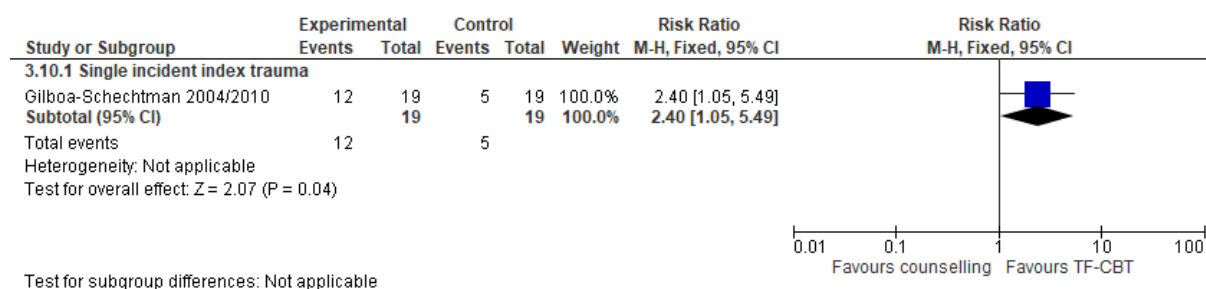 Experimental Control Risk Ratio Risk Ratio
Study or Subgroup Events Total Events Total Weight M-H, Fixed, 95% CI M-H, Fixed, 95% CI
3.10.1 Single incident index trauma
Gilboa-Schechtman 2004/2010 12 19 5 19 100.0% 2.40 [1.05, 5.49]
Subtotal (95% CI) 19 19 100.0% 2.40 [1.05, 5.49]
Total events 12 5
Heterogeneity: Not applicable
Test for overall effect: Z = 2.07 (P = 0.04)
0.01 0.1 1 10 100
Favours counselling Favours TF-CBT
Test for subgroup differences: Not applicable